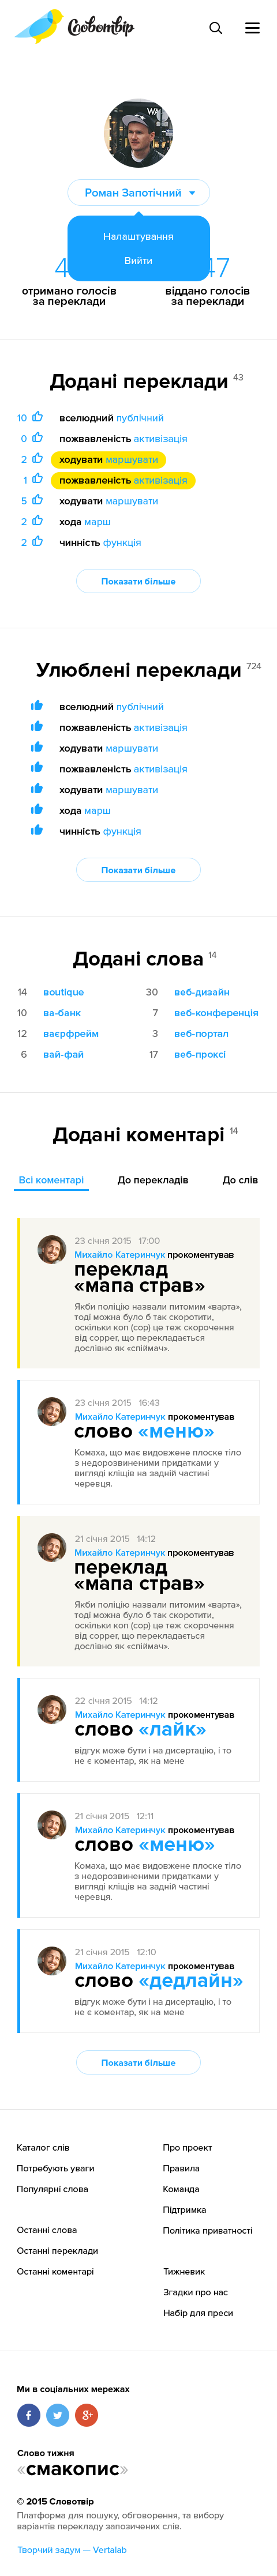 Словотвір
Роман Запотічний
Налаштування
Вийти
4
47
отримано голосів
за переклади
віддано голосів
за переклади
Додані переклади 43
10 вселюдний публічний
0 пожвавленість активізація
2 ходувати маршувати
1 пожвавленість активізація
5 ходувати маршувати
2 хода марш
2 чинність функція
Показати більше
Улюблені переклади 724
вселюдний публічний
пожвавленість активізація
ходувати маршувати
пожвавленість активізація
ходувати маршувати
хода марш
чинність функція
Показати більше
Додані слова 14
14 boutique
10 ва-банк
12 ваєрфрейм
6 вай-фай
30 веб-дизайн
7 веб-конференція
3 веб-портал
17 веб-проксі
Додані коментарі 14
Всі коментарі До перекладів До слів
23 січня 2015 17:00
Михайло Катеринчук прокоментував
переклад
«мапа страв»
Якби поліцію назвали питомим «варта»,
тоді можна було б так скоротити,
оскільки коп (cop) це теж скорочення
від copper, що перекладається
дослівно як «спіймач».
23 січня 2015 16:43
Михайло Катеринчук прокоментував
слово «меню»
Комаха, що має видовжене плоске тіло
з недорозвиненими придатками у
вигляді кліщів на задній частині
черевця.
21 січня 2015 14:12
Михайло Катеринчук прокоментував
переклад
«мапа страв»
Якби поліцію назвали питомим «варта»,
тоді можна було б так скоротити,
оскільки коп (cop) це теж скорочення
від copper, що перекладається
дослівно як «спіймач».
22 січня 2015 14:12
Михайло Катеринчук прокоментував
слово «лайк»
відгук може бути і на дисертацію, і то
не є коментар, як на мене
21 січня 2015 12:11
Михайло Катеринчук прокоментував
слово «меню»
Комаха, що має видовжене плоске тіло
з недорозвиненими придатками у
вигляді кліщів на задній частині
черевця.
21 січня 2015 12:10
Михайло Катеринчук прокоментував
слово «дедлайн»
відгук може бути і на дисертацію, і то
не є коментар, як на мене
Показати більше
Каталог слів
Потребують уваги
Популярні слова
Останні слова
Останні переклади
Останні коментарі
Про проект
Правила
Команда
Підтримка
Політика приватності
Тижневик
Згадки про нас
Набір для преси
Ми в соціальних мережах
Слово тижня
«смакопис»
© 2015 Словотвір
Платформа для пошуку, обговорення, та вибору
варіантів перекладу запозичених слів.
Творчий задум — Vertalab